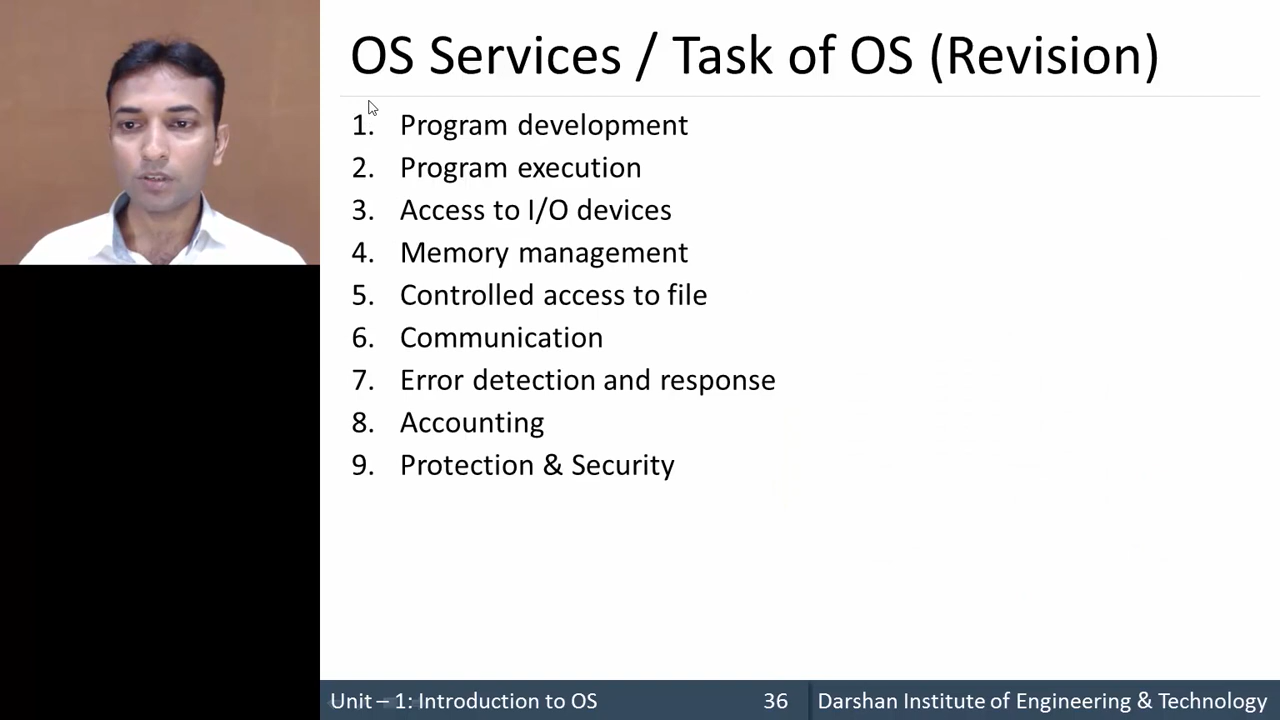 OS Services / Task of OS (Revision)
1. Program development
2. Program execution
3. Access to I/O devices
4. Memory management
5. Controlled access to file
6. Communication
7. Error detection and response
8. Accounting
9. Protection & Security
Unit – 1: Introduction to OS 36 Darshan Institute of Engineering & Technology